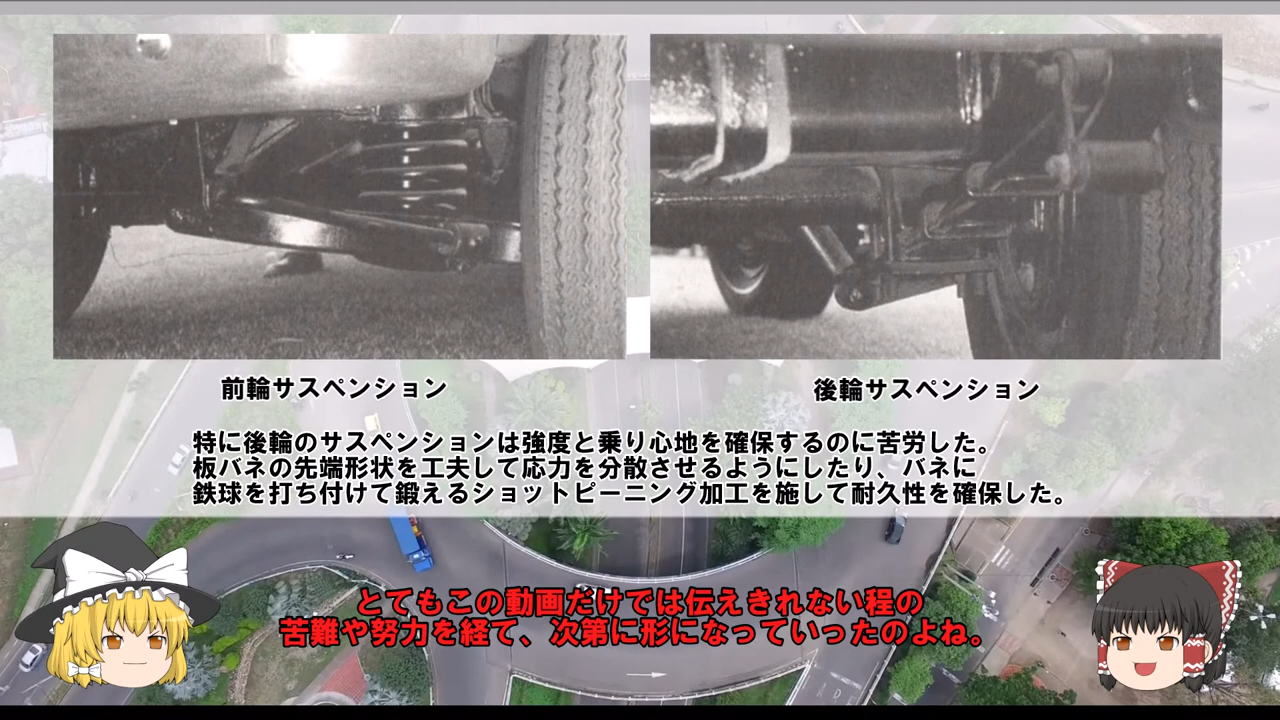 前輪サスペンション
後輪サスペンション
特に後輪のサスペンションは強度と乗り心地を確保するのに苦労した。
板バネの先端形状を工夫して応力を分散させるようにしたり、バネに
鉄球を打ち付けて鍛えるショットピーニング加工を施して耐久性を確保した。
とてもこの動画だけでは伝えきれない程の
苦難や努力を経て、次第に形になっていったのよね。